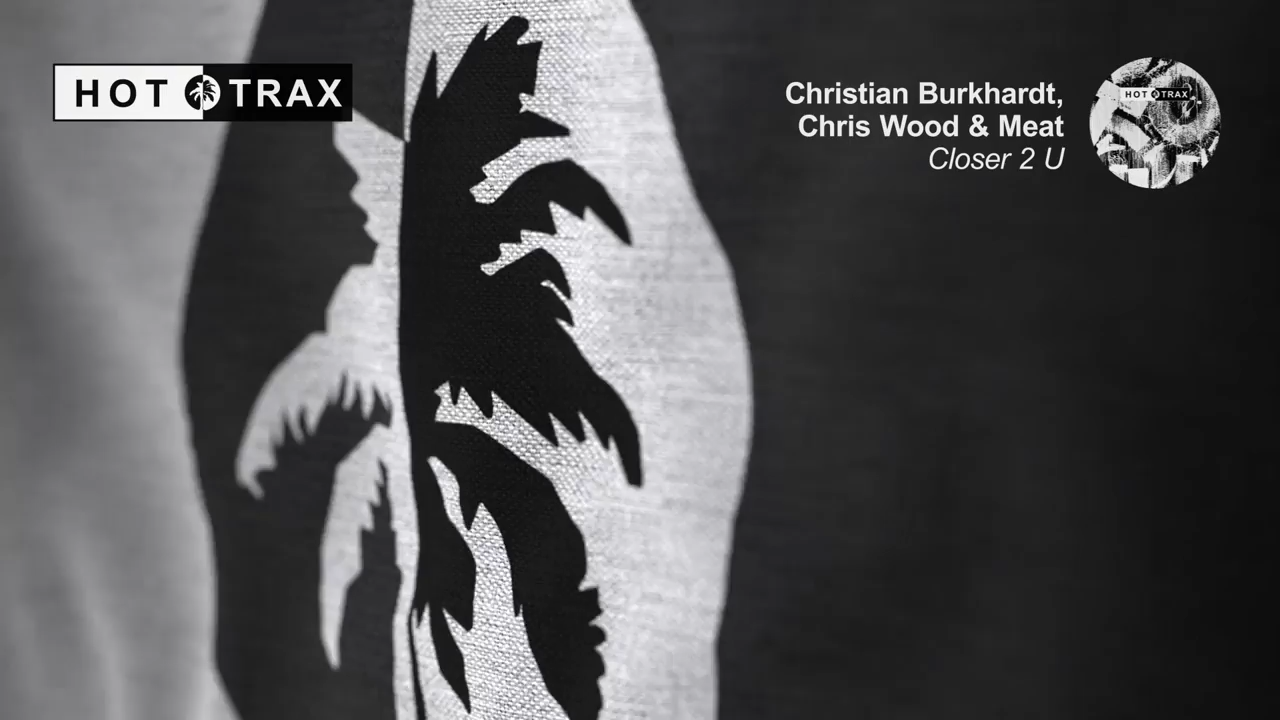 HOT TRAX
Christian Burkhardt,
Chris Wood & Meat
Closer 2 U
HOT TRAX